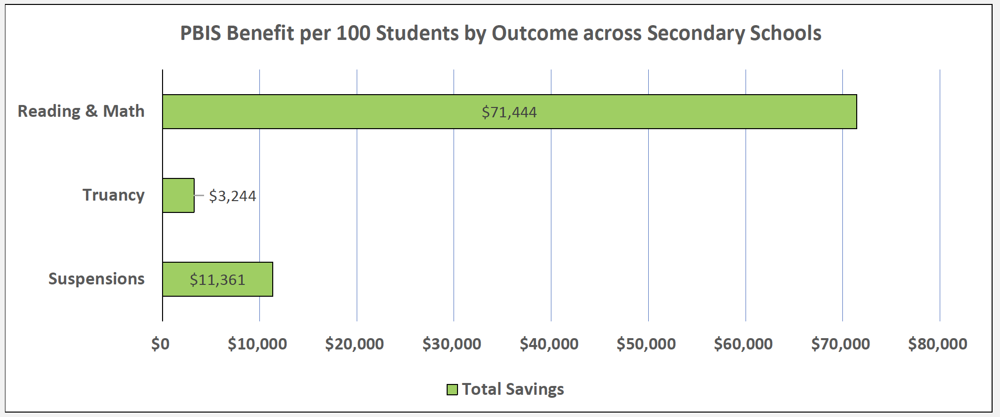 PBIS Benefit per 100 Students by Outcome across Secondary Schools
Reading & Math
$71,444
Truancy
$3,244
Suspensions
$11,361
$0 $10,000 $20,000 $30,000 $40,000 $50,000 $60,000 $70,000 $80,000
Total Savings